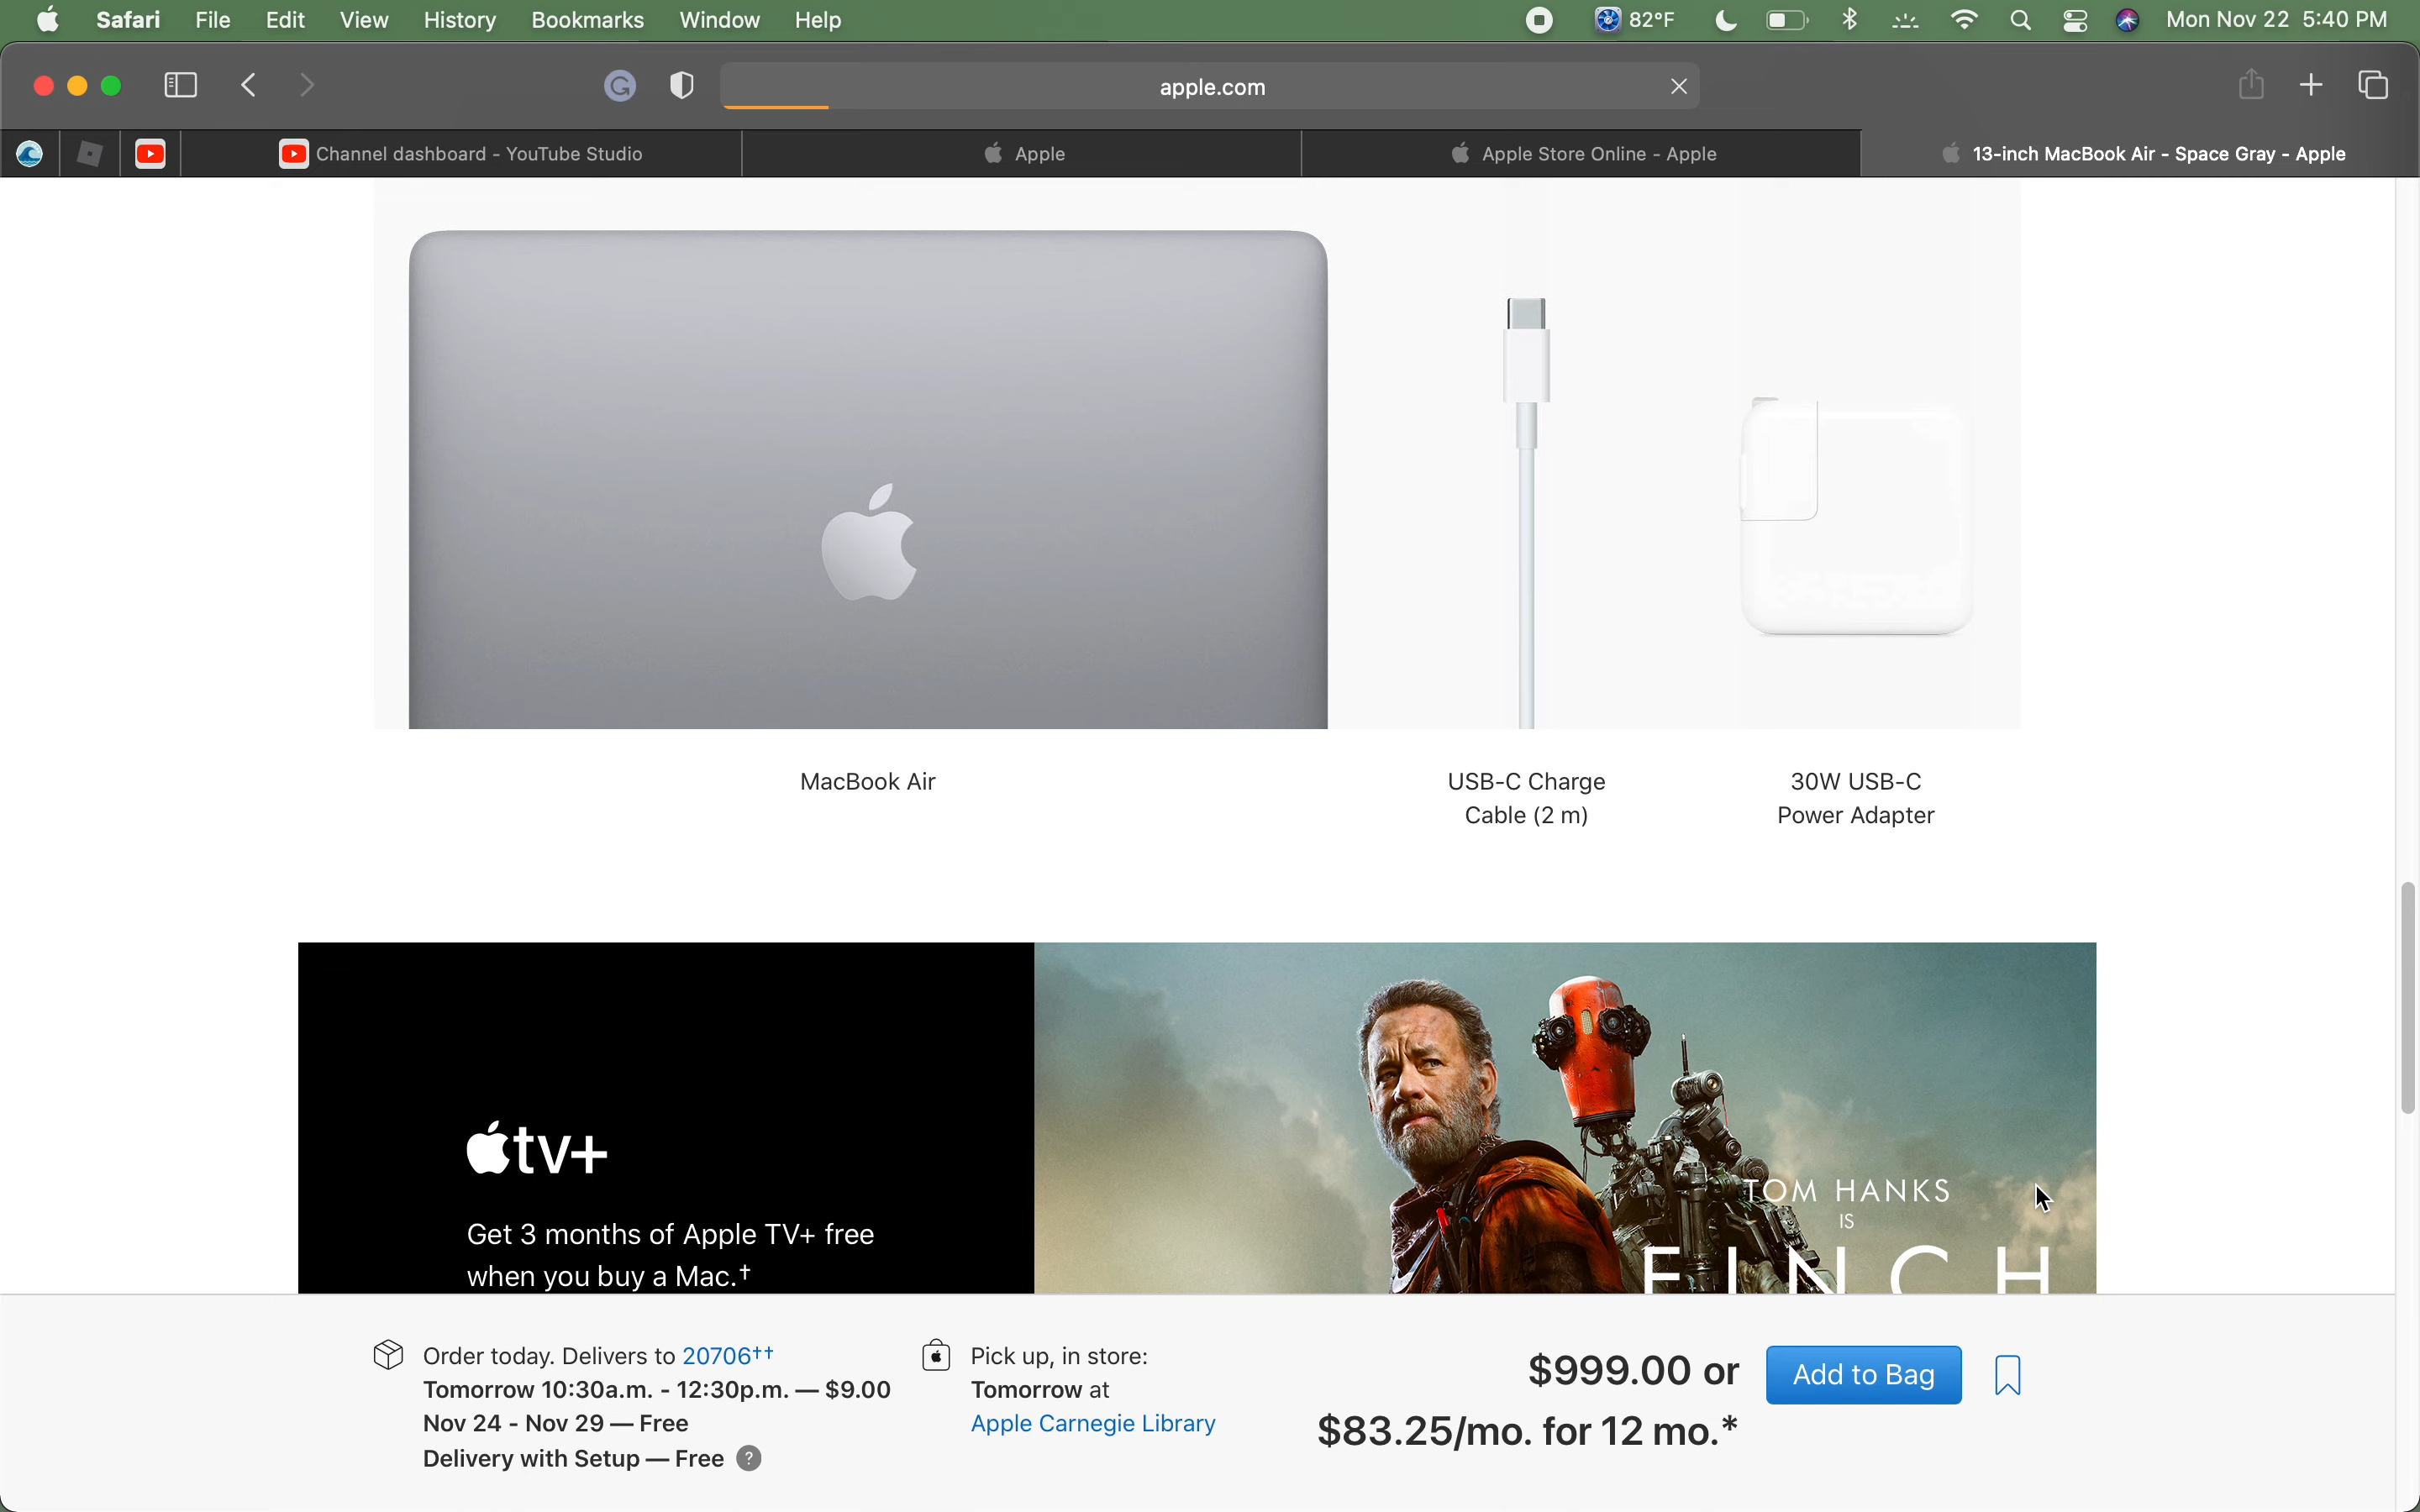 Safari File Edit View History Bookmarks Window Help 82°F Mon Nov 22 5:40 PM
apple.com
Channel dashboard - YouTube Studio
Apple
Apple Store Online - Apple
13-inch MacBook Air - Space Gray - Apple
MacBook Air
USB-C Charge
Cable (2 m)
30W USB-C
Power Adapter
tv+
Get 3 months of Apple TV+ free
when you buy a Mac.†
TOM HANKS
IS
FINCH
Order today. Delivers to 20706††
Tomorrow 10:30a.m. - 12:30p.m. — $9.00
Nov 24 - Nov 29 — Free
Delivery with Setup — Free ?
Pick up, in store:
Tomorrow at
Apple Carnegie Library
$999.00 or
$83.25/mo. for 12 mo.*
Add to Bag